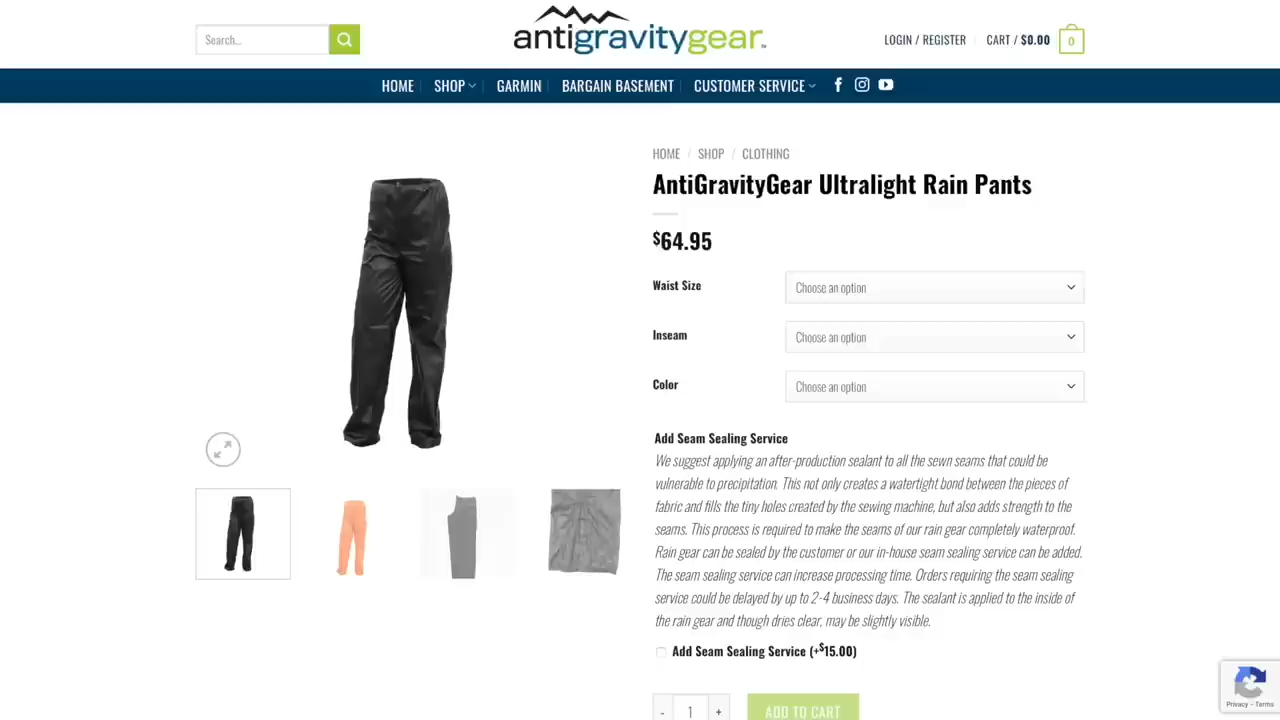 Search...
antigravitygear
LOGIN / REGISTER
CART / $0.00
0
HOME
SHOP
GARMIN
BARGAIN BASEMENT
CUSTOMER SERVICE
HOME / SHOP / CLOTHING
AntiGravityGear Ultralight Rain Pants
$64.95
Waist Size
Choose an option
Inseam
Choose an option
Color
Choose an option
Add Seam Sealing Service
We suggest applying an after-production sealant to all the sewn seams that could be
vulnerable to precipitation. This not only creates a watertight bond between the pieces of
fabric and fills the tiny holes created by the sewing machine, but also adds strength to the
seams. This process is required to make the seams of our rain gear completely waterproof.
Rain gear can be sealed by the customer or our in-house seam sealing service can be added.
The seam sealing service can increase processing time. Orders requiring the seam sealing
service could be delayed by up to 2-4 business days. The sealant is applied to the inside of
the rain gear and though dries clear, may be slightly visible.
Add Seam Sealing Service (+$15.00)
- 1 +
ADD TO CART
Privacy - Terms